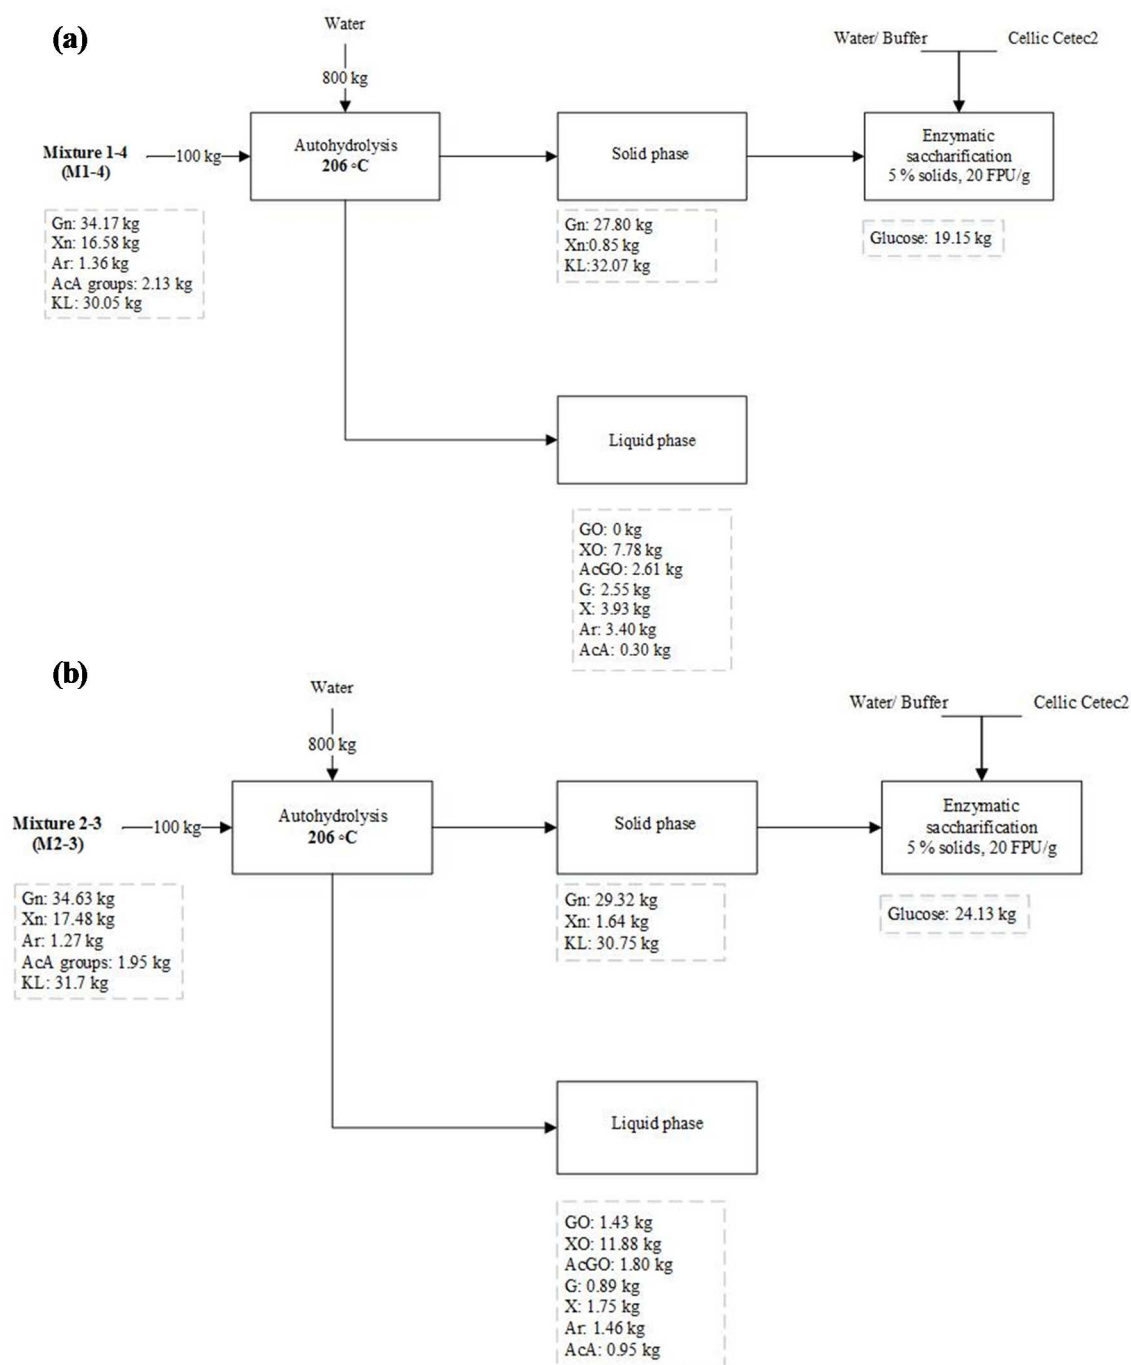 (a)
Water
800 kg
Water/ Buffer
Cellic Cetec2
Mixture 1-4
(M1-4)
100 kg
Autohydrolysis
206 ºC
Solid phase
Enzymatic
saccharification
5 % solids, 20 FPU/g
Gn: 34.17 kg
Xn: 16.58 kg
Ar: 1.36 kg
AcA groups: 2.13 kg
KL: 30.05 kg
Gn: 27.80 kg
Xn:0.85 kg
KL:32.07 kg
Glucose: 19.15 kg
Liquid phase
GO: 0 kg
XO: 7.78 kg
AcGO: 2.61 kg
G: 2.55 kg
X: 3.93 kg
Ar: 3.40 kg
AcA: 0.30 kg
(b)
Water
800 kg
Water/ Buffer
Cellic Cetec2
Mixture 2-3
(M2-3)
100 kg
Autohydrolysis
206 ºC
Solid phase
Enzymatic
saccharification
5 % solids, 20 FPU/g
Gn: 34.63 kg
Xn: 17.48 kg
Ar: 1.27 kg
AcA groups: 1.95 kg
KL: 31.7 kg
Gn: 29.32 kg
Xn: 1.64 kg
KL: 30.75 kg
Glucose: 24.13 kg
Liquid phase
GO: 1.43 kg
XO: 11.88 kg
AcGO: 1.80 kg
G: 0.89 kg
X: 1.75 kg
Ar: 1.46 kg
AcA: 0.95 kg